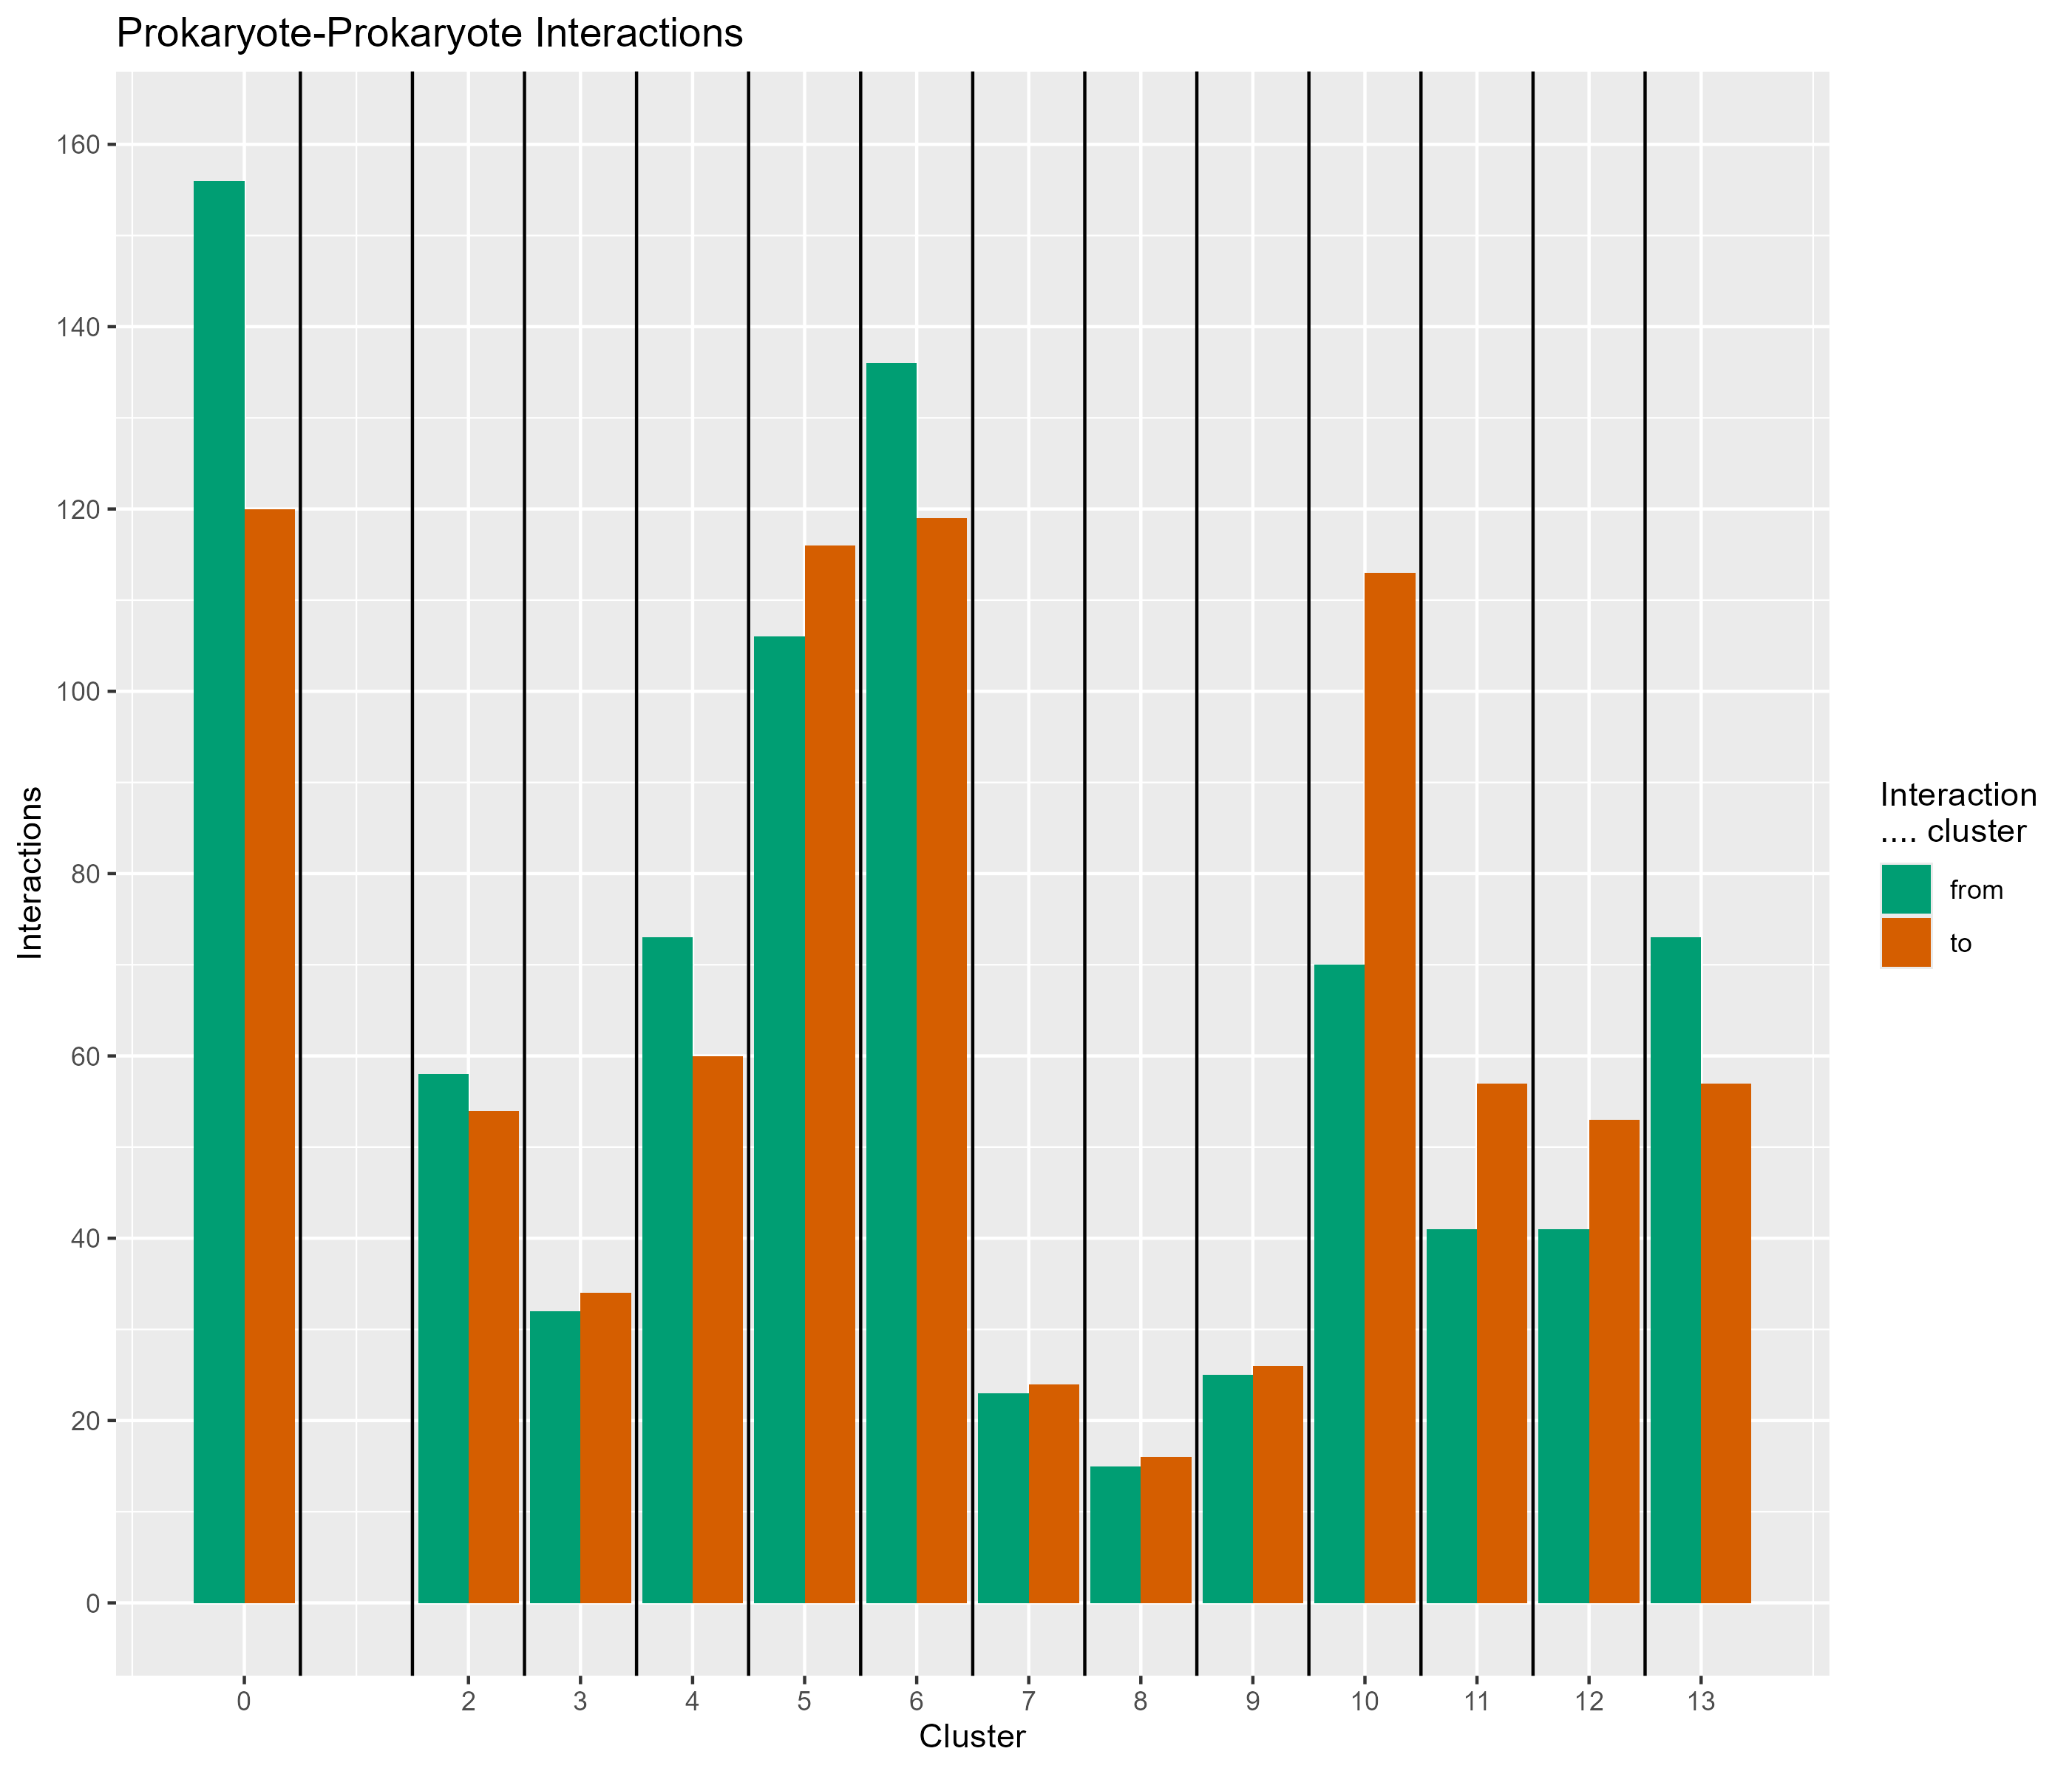 Prokaryote-Prokaryote Interactions
160
140
120
100
80
60
40
20
0
Interactions
0 2 3 4 5 6 7 8 9 10 11 12 13
Cluster
Interaction
.... cluster
from
to